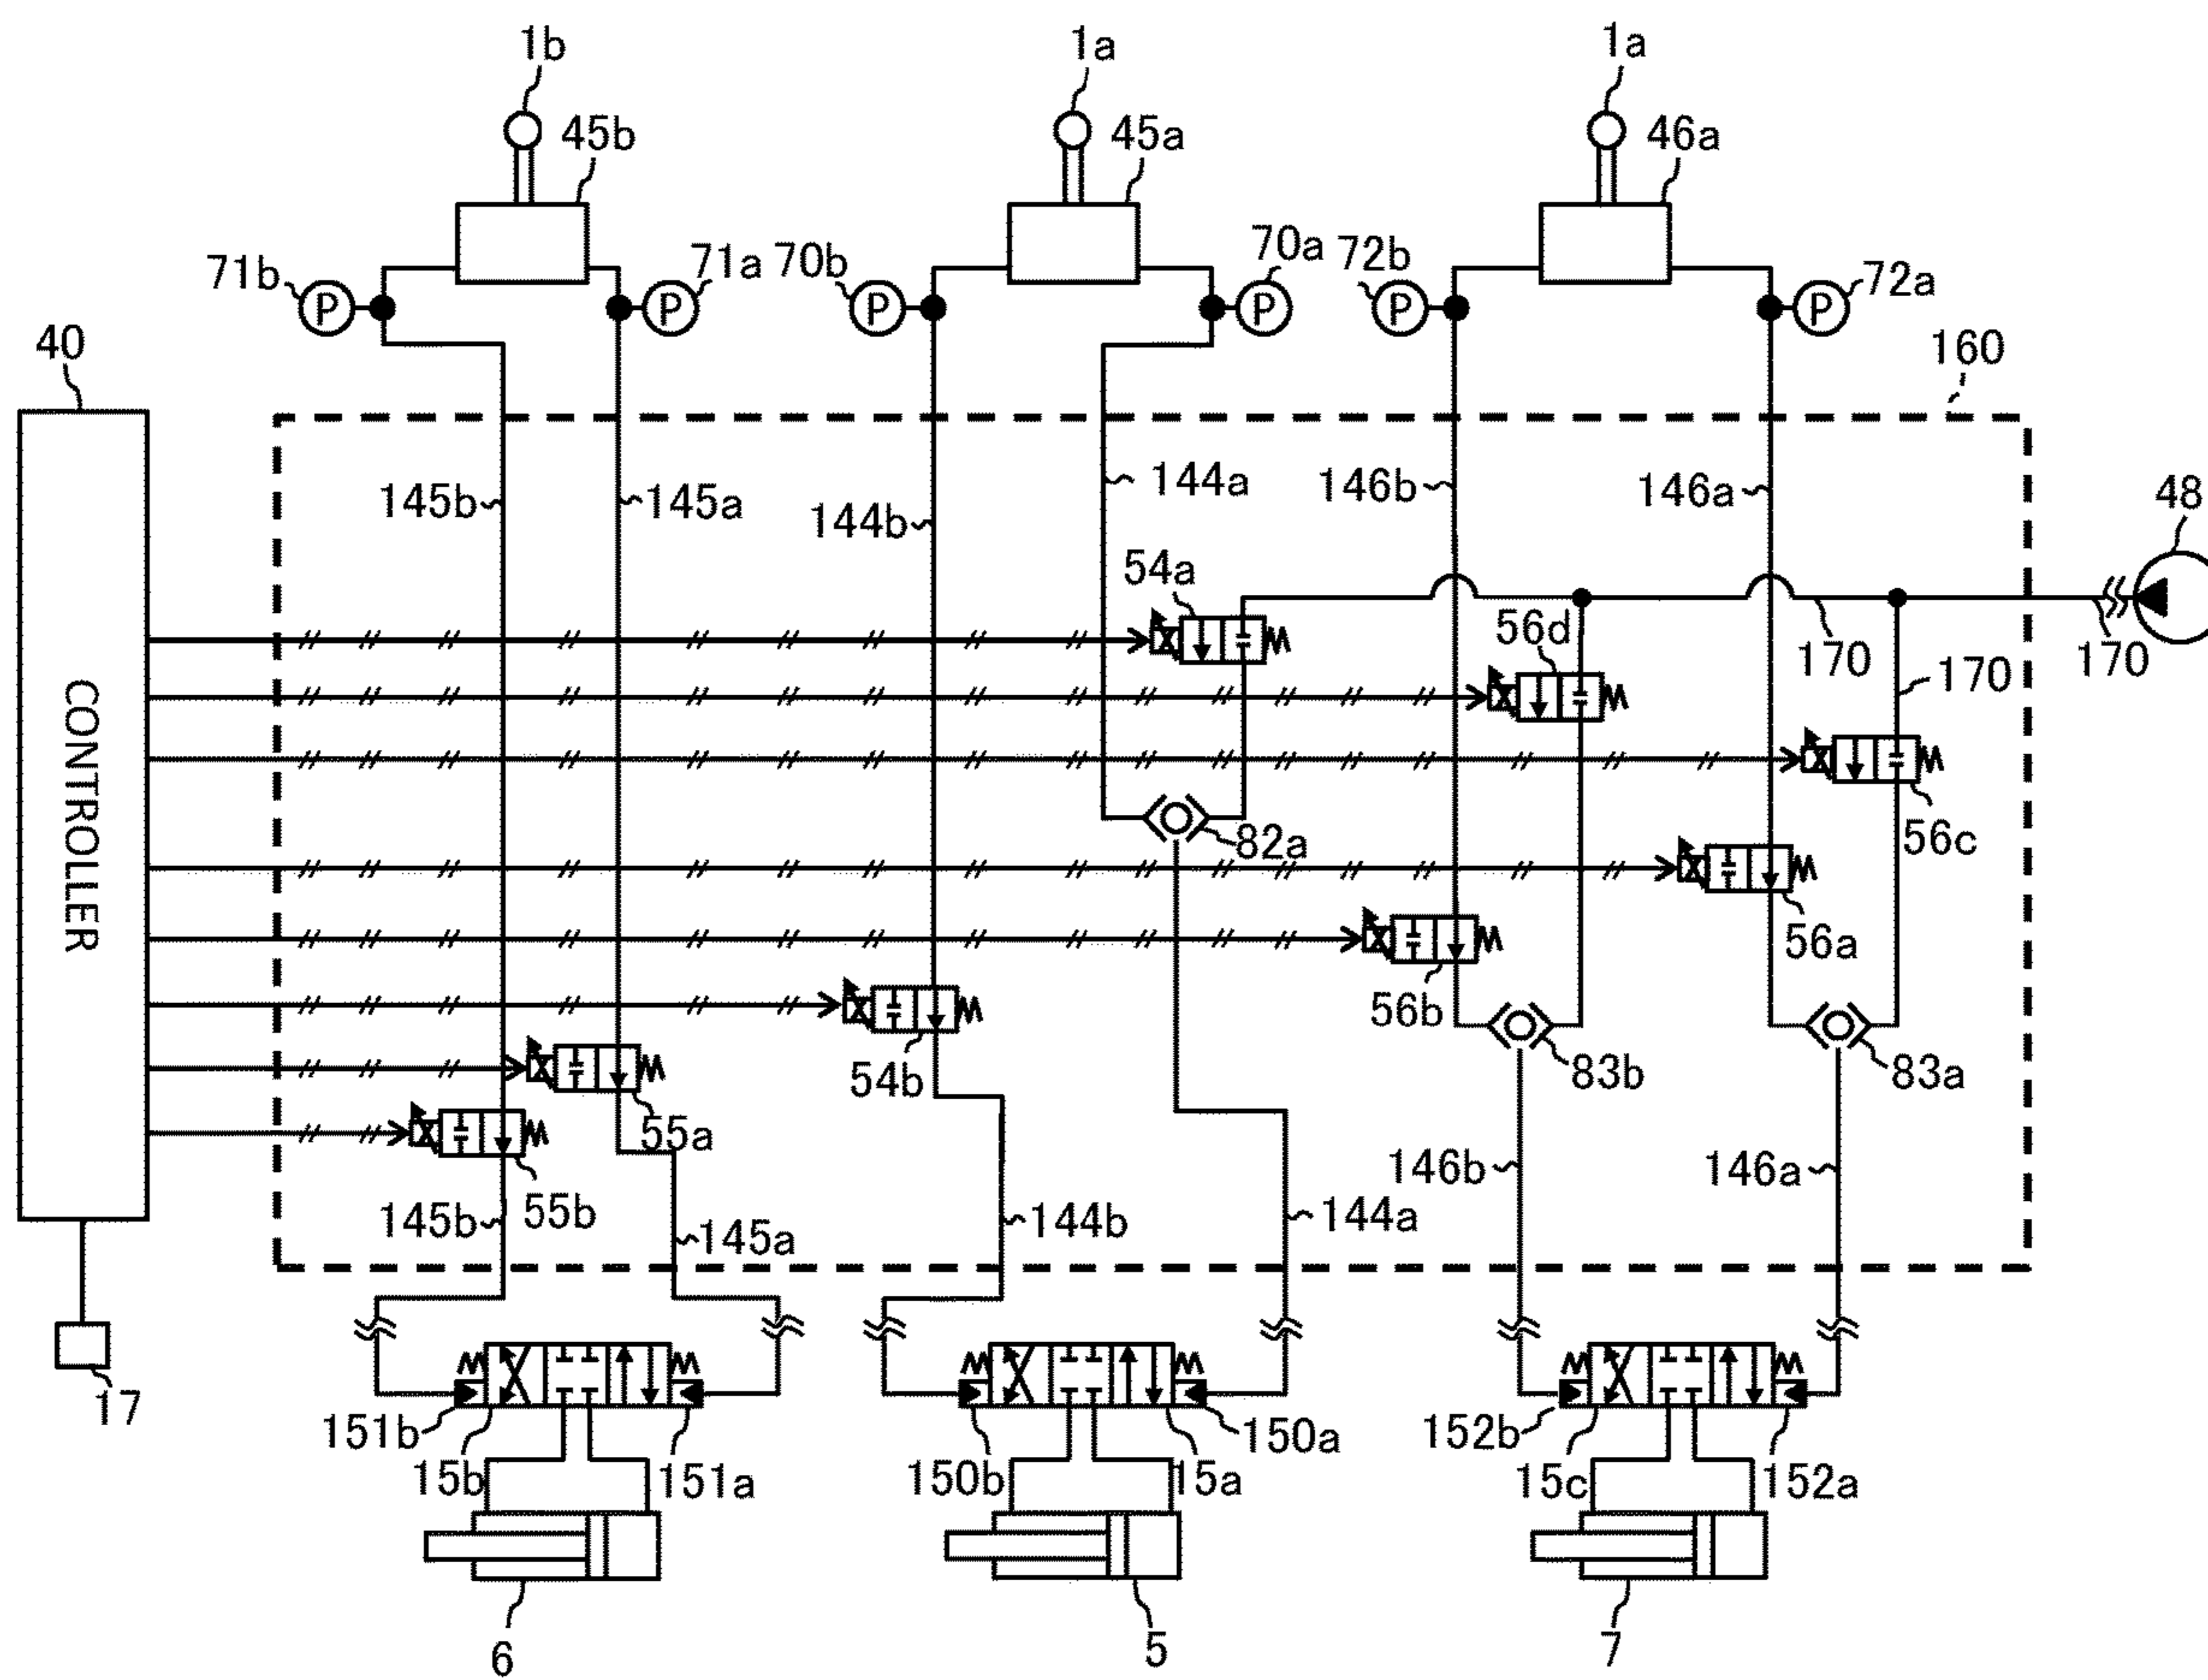 1b
1a
1a
45b
45a
46a
71b
P
P
71a
70b
P
P
70a
72b
P
P
72a
40
160
145b
145a
144b
144a
146b
146a
48
54a
56d
170
170
170
CONTROLLER
82a
56c
56a
56b
54b
83b
83a
55a
55b
145b
145a
144b
144a
146b
146a
17
151b
15b
151a
150b
15a
150a
152b
15c
152a
6
5
7